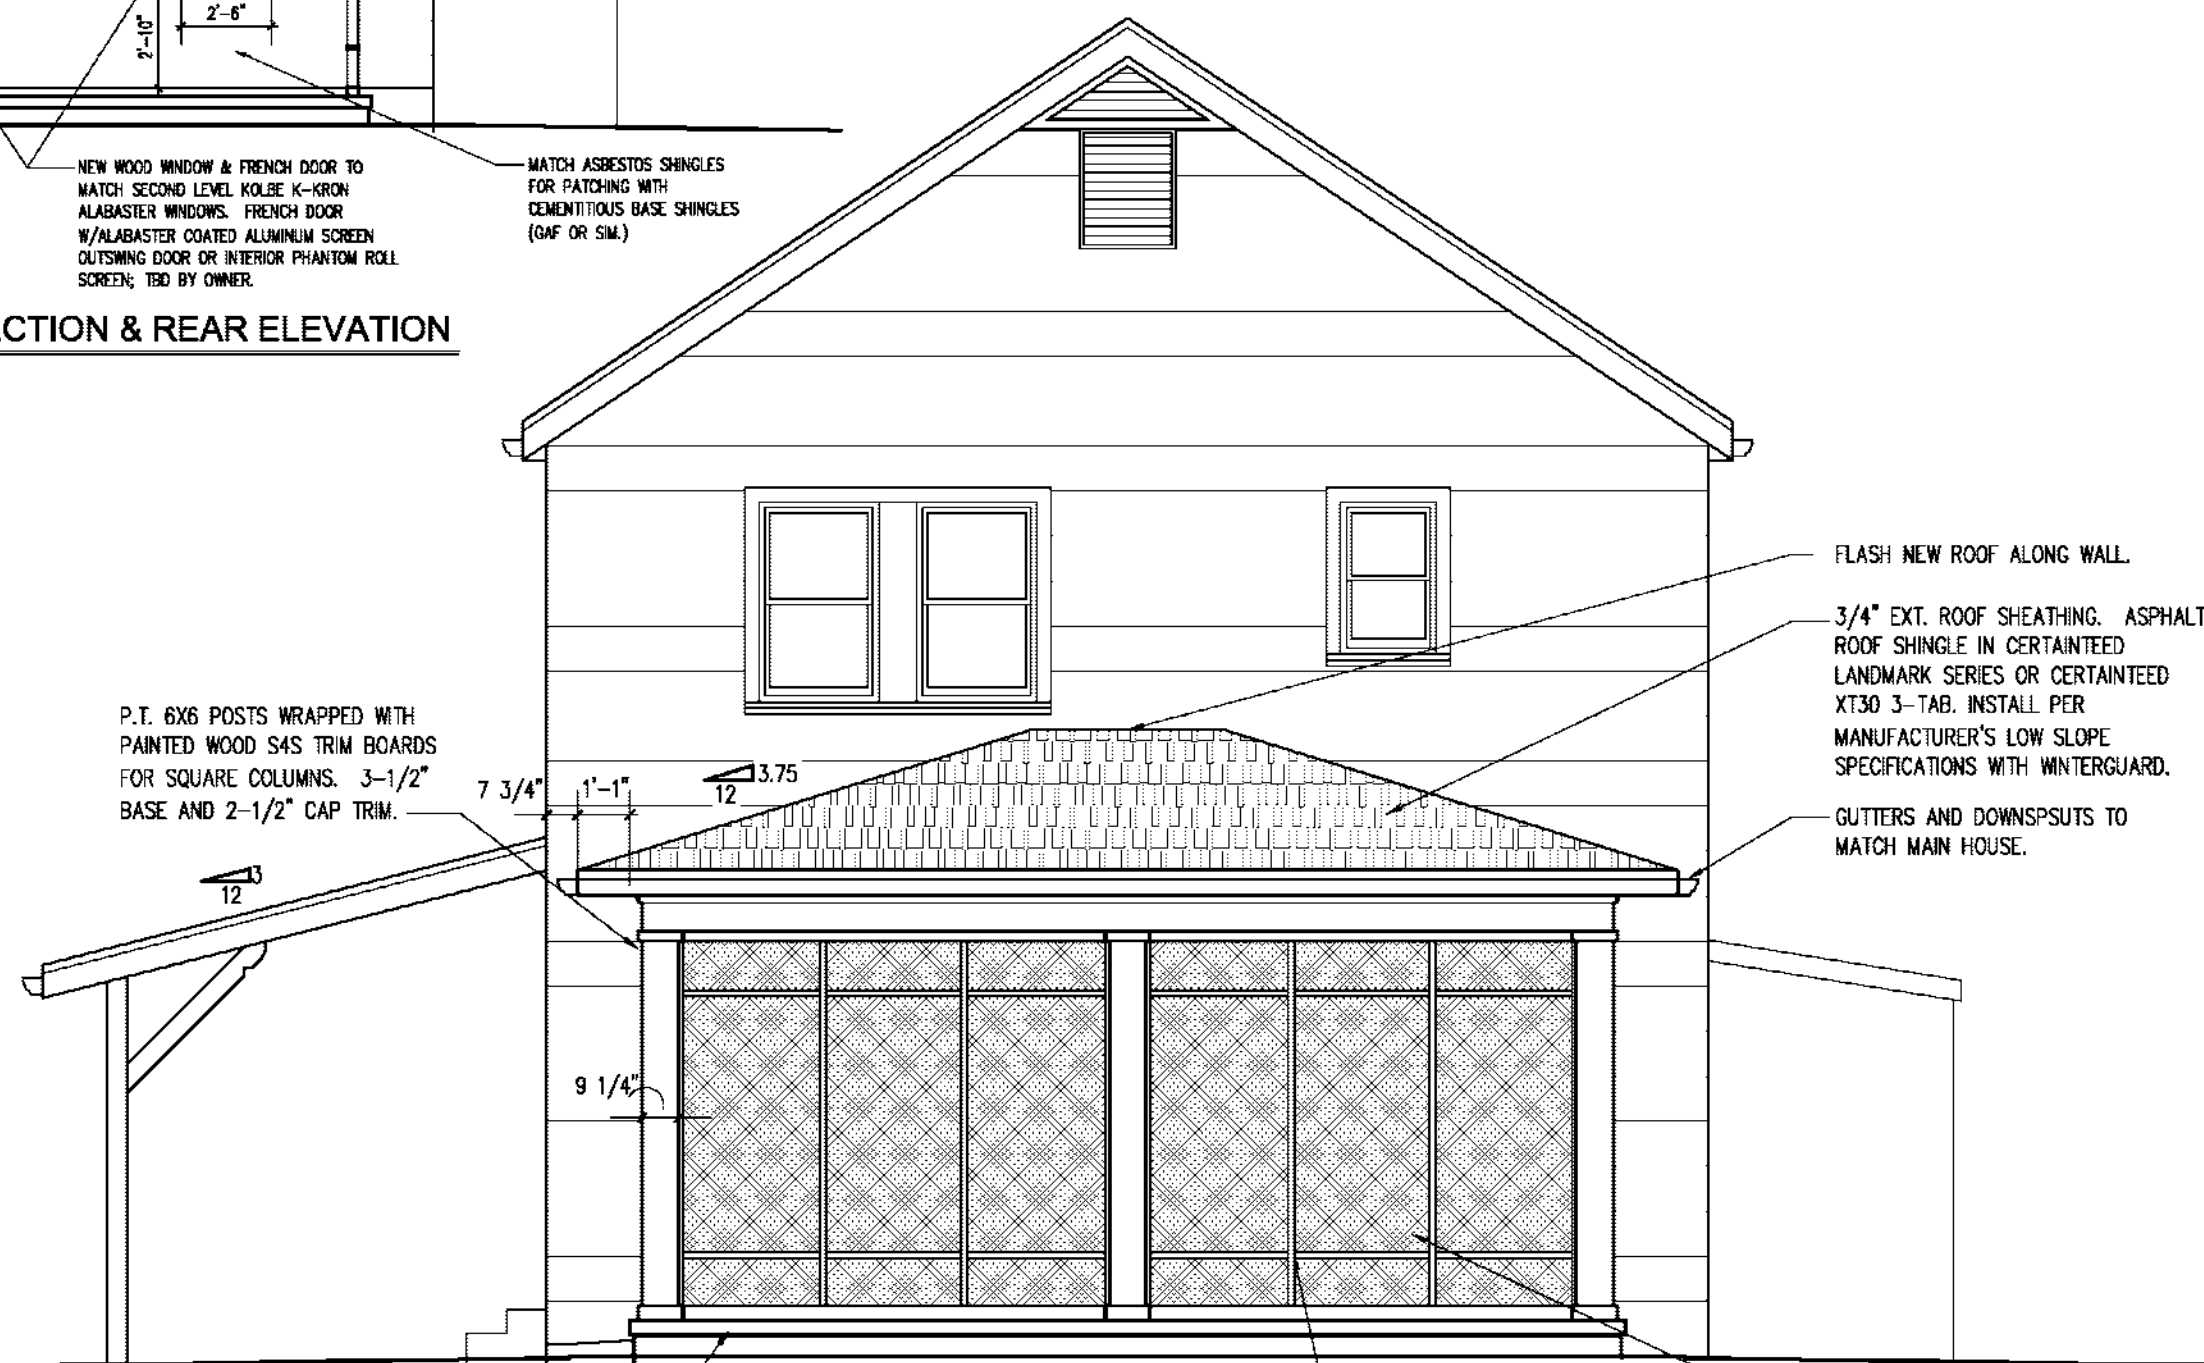 2'-6"
2'-10"
NEW WOOD WINDOW & FRENCH DOOR TO
MATCH SECOND LEVEL KOLBE K-KRON
ALABASTER WINDOWS. FRENCH DOOR
W/ALABASTER COATED ALUMINUM SCREEN
OUTSWING DOOR OR INTERIOR PHANTOM ROLL
SCREEN; TBD BY OWNER.
MATCH ASBESTOS SHINGLES
FOR PATCHING WITH
CEMENTITIOUS BASE SHINGLES
(GAF OR SIM.)
CTION & REAR ELEVATION
FLASH NEW ROOF ALONG WALL.
3/4" EXT. ROOF SHEATHING. ASPHALT
ROOF SHINGLE IN CERTAINTEED
LANDMARK SERIES OR CERTAINTEED
XT30 3-TAB. INSTALL PER
MANUFACTURER'S LOW SLOPE
SPECIFICATIONS WITH WINTERGUARD.
GUTTERS AND DOWNSPSUTS TO
MATCH MAIN HOUSE.
P.T. 6X6 POSTS WRAPPED WITH
PAINTED WOOD S4S TRIM BOARDS
FOR SQUARE COLUMNS. 3-1/2"
BASE AND 2-1/2" CAP TRIM.
7 3/4"
1'-1"
3.75
12
3
12
9 1/4"